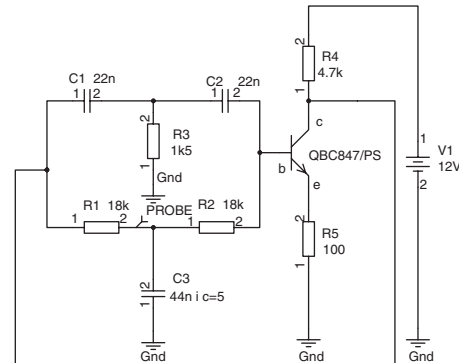 2
R4
4.7k
1
C1 22n
1 2
C2 22n
1 2
2
R3
1k5
1
Gnd
c
QBC847/PS
b
e
1
V1
12V
2
R1 18k
1 2
PROBE
R2 18k
1 2
2
R5
100
1
2
C3
44n i c=5
1
Gnd
Gnd
Gnd